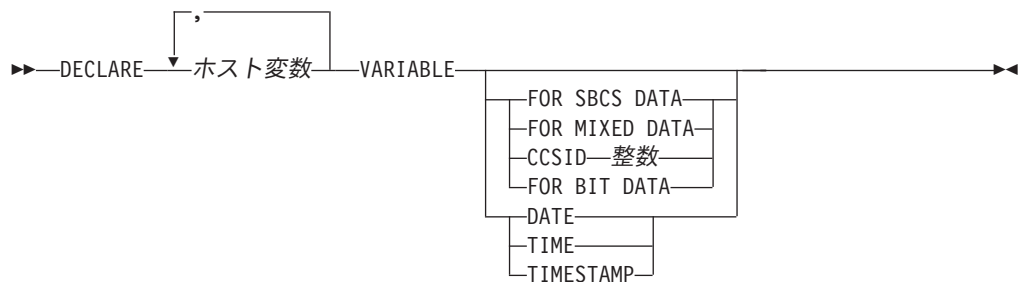 ,
DECLARE ホスト変数 VARIABLE
FOR SBCS DATA
FOR MIXED DATA
CCSID 整数
FOR BIT DATA
DATE
TIME
TIMESTAMP